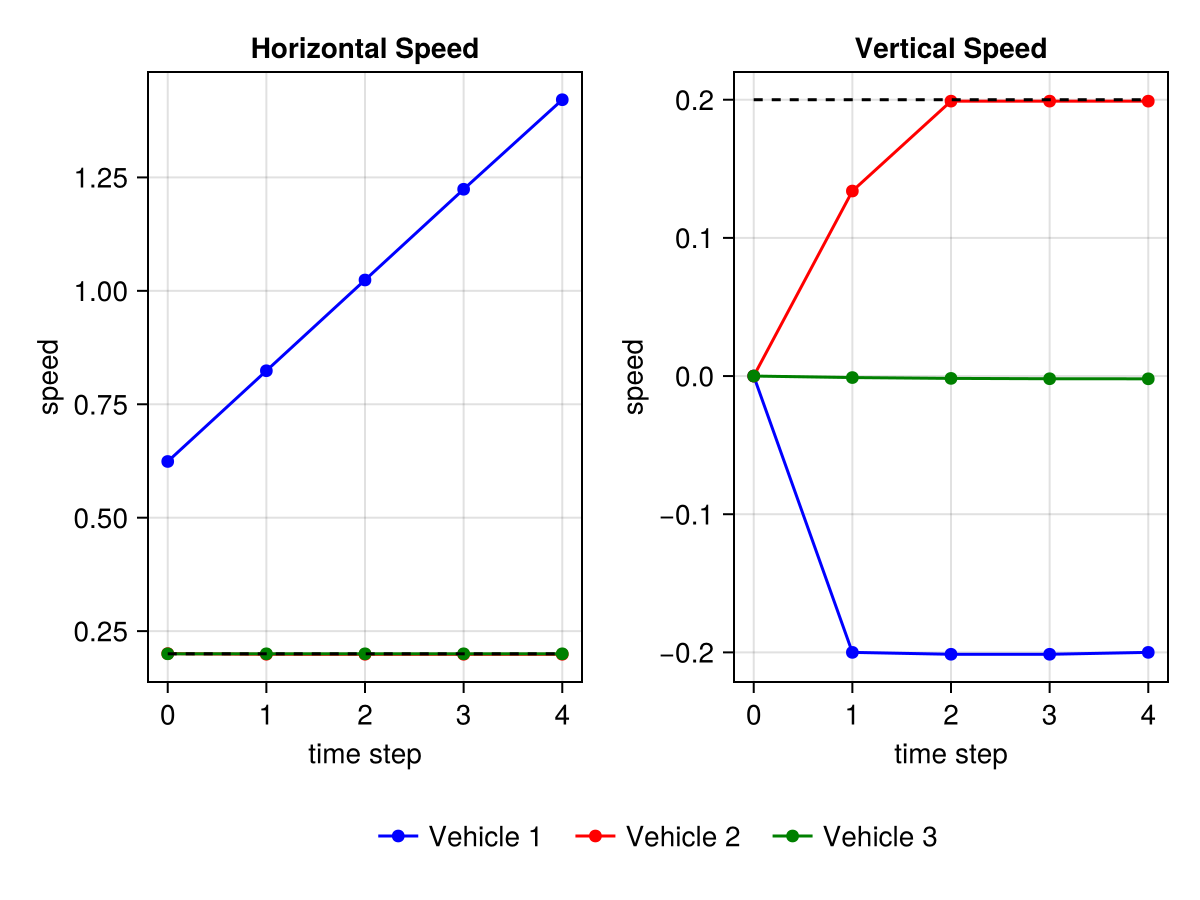 Horizontal Speed
speed
1.25
1.00
0.75
0.50
0.25
0 1 2 3 4
time step
Vertical Speed
speed
0.2
0.1
0.0
−0.1
−0.2
0 1 2 3 4
time step
Vehicle 1 Vehicle 2 Vehicle 3